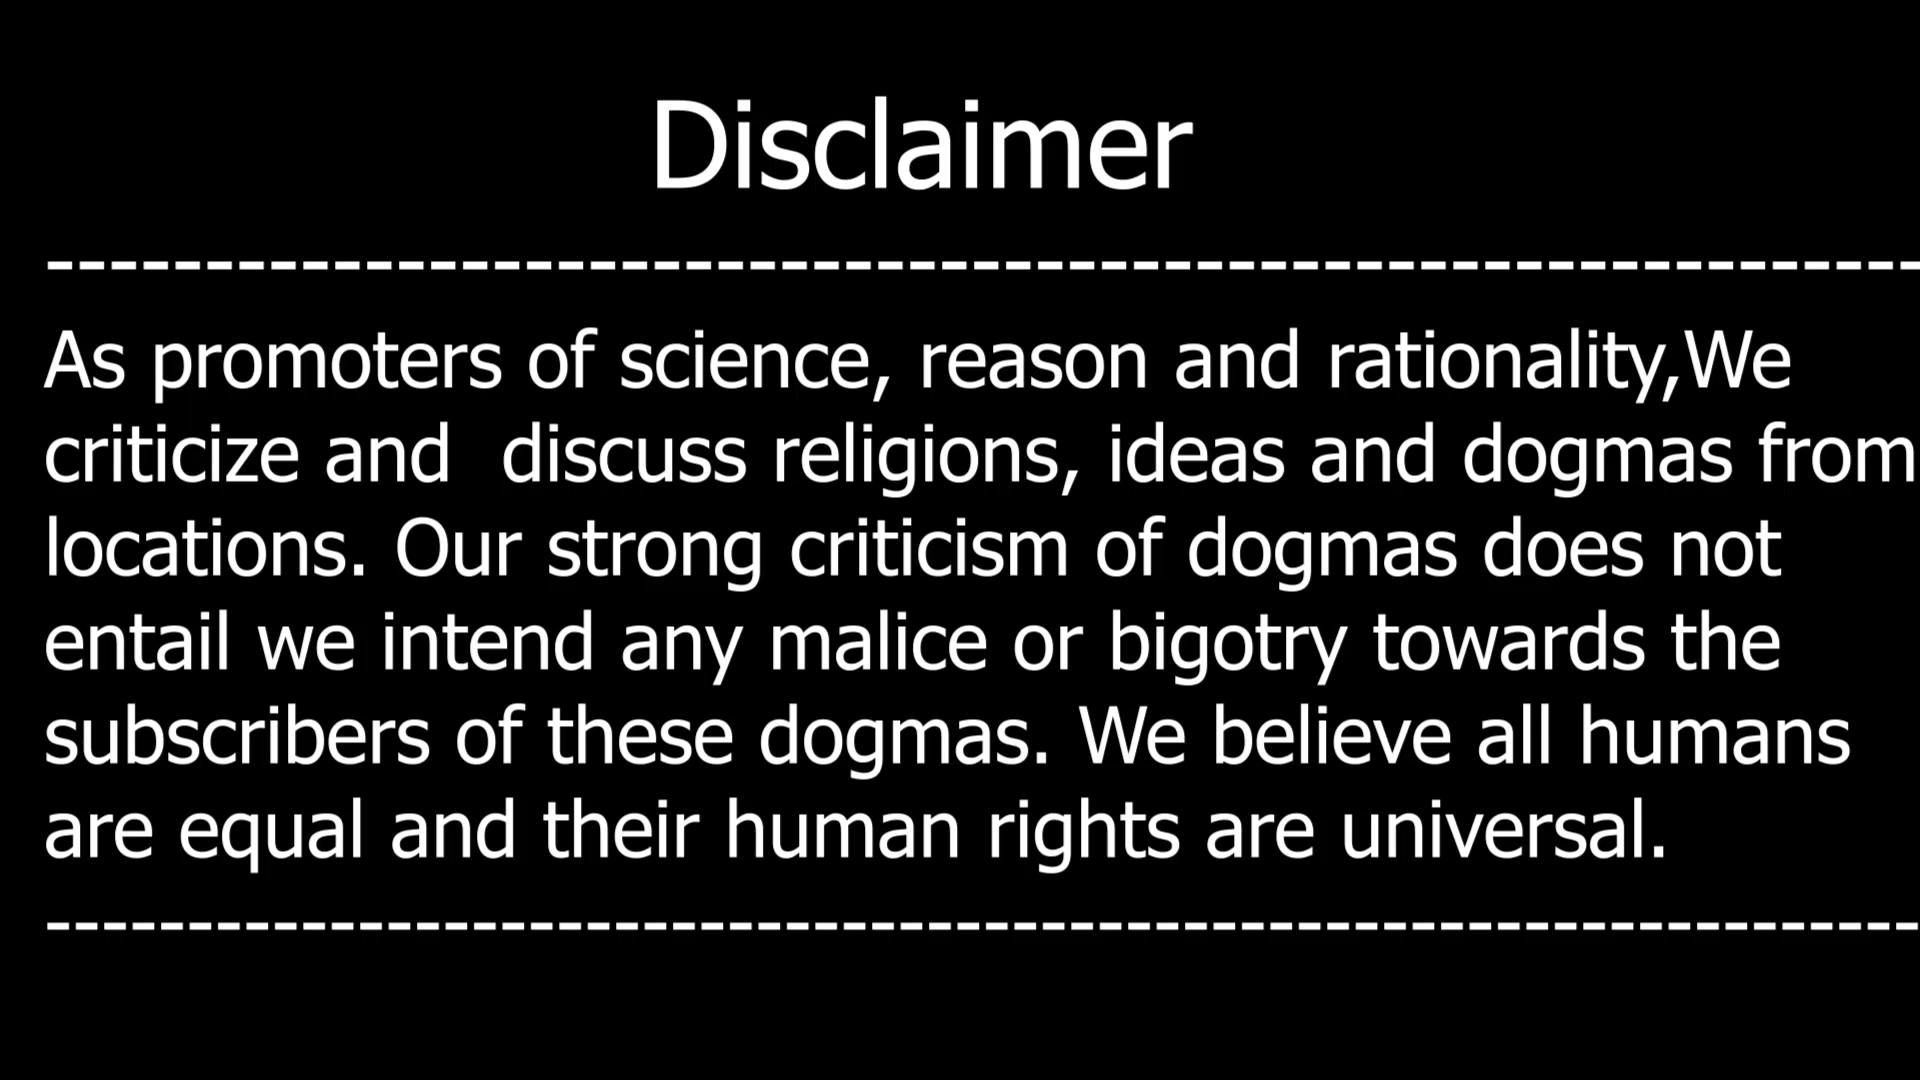 Disclaimer
------------------------------------------------------------
As promoters of science, reason and rationality,We
criticize and  discuss religions, ideas and dogmas from
locations. Our strong criticism of dogmas does not
entail we intend any malice or bigotry towards the
subscribers of these dogmas. We believe all humans
are equal and their human rights are universal.
------------------------------------------------------------------